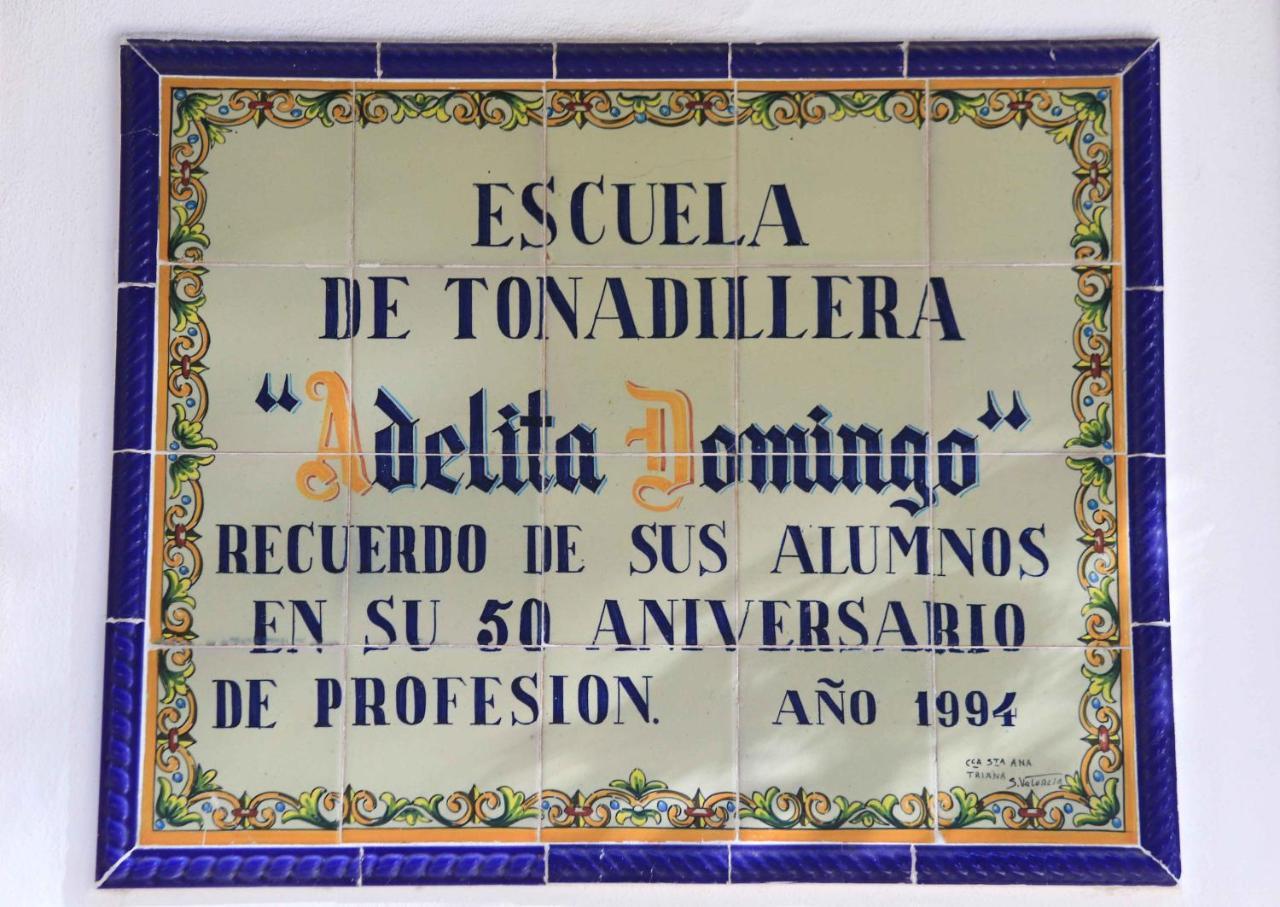 ESCUELA
DE TONADILLERA
“Adelita Domingo”
RECUERDO DE SUS ALUMNOS
EN SU 50 ANIVERSARIO
DE PROFESION. AÑO 1994
CCA STA ANA
TRIANA S. Valencia